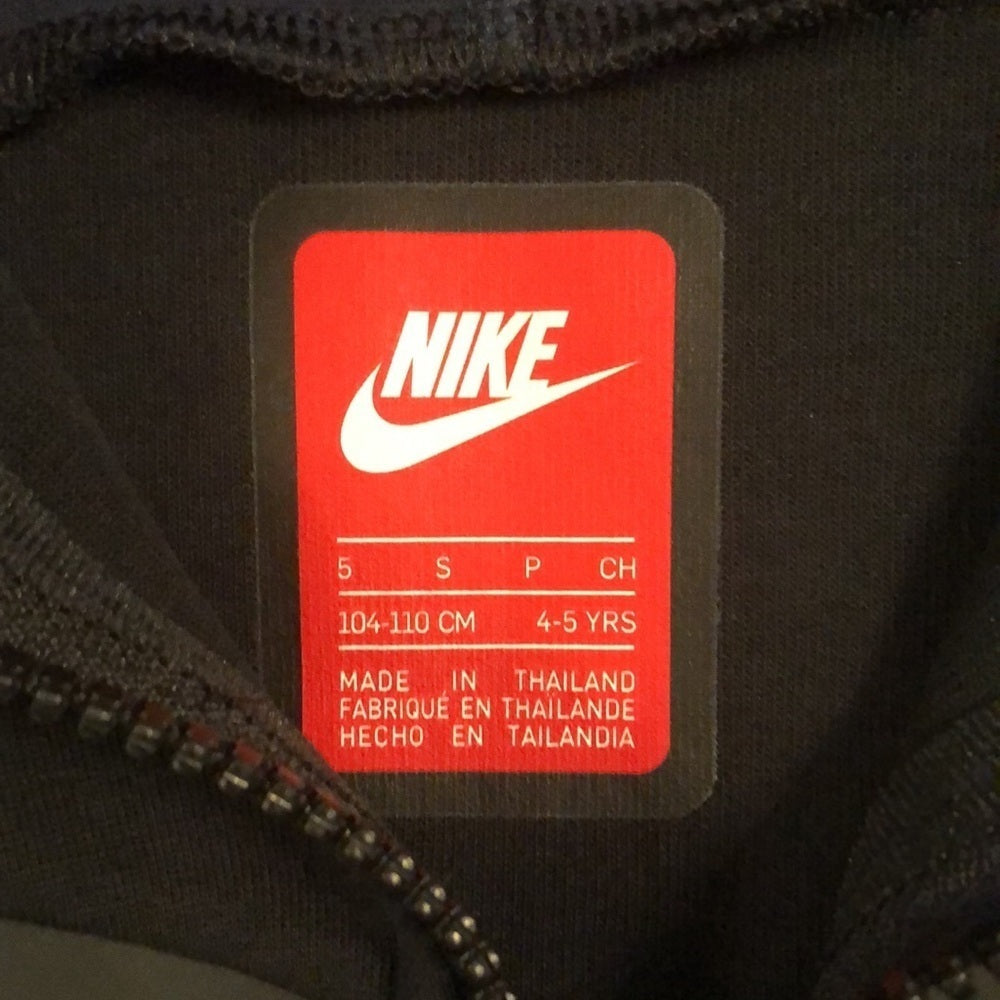 NIKE
5 S P CH
104-110 CM 4-5 YRS
MADE IN THAILAND
FABRIQUÉ EN THAÏLANDE
HECHO EN TAILANDIA